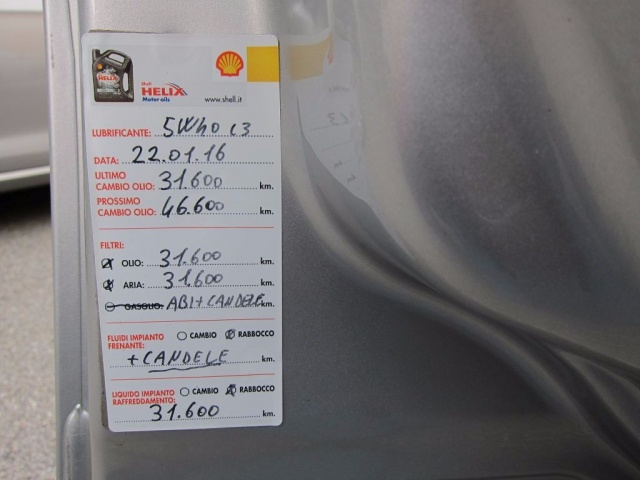 HELIX
Shell
HELIX
Motor oils
www.shell.it
LUBRIFICANTE: 5W40 C3
DATA: 22.01.16
ULTIMO
CAMBIO OLIO: 31.600 km.
PROSSIMO
CAMBIO OLIO: 46.600 km.
FILTRI:
OLIO: 31.600 km.
ARIA: 31.600 km.
GASOLIO: ABI+CANDELE km.
FLUIDI IMPIANTO
FRENANTE: CAMBIO RABBOCCO
+CANDELE km.
LIQUIDO IMPIANTO
RAFFREDDAMENTO: CAMBIO RABBOCCO
31.600 km.